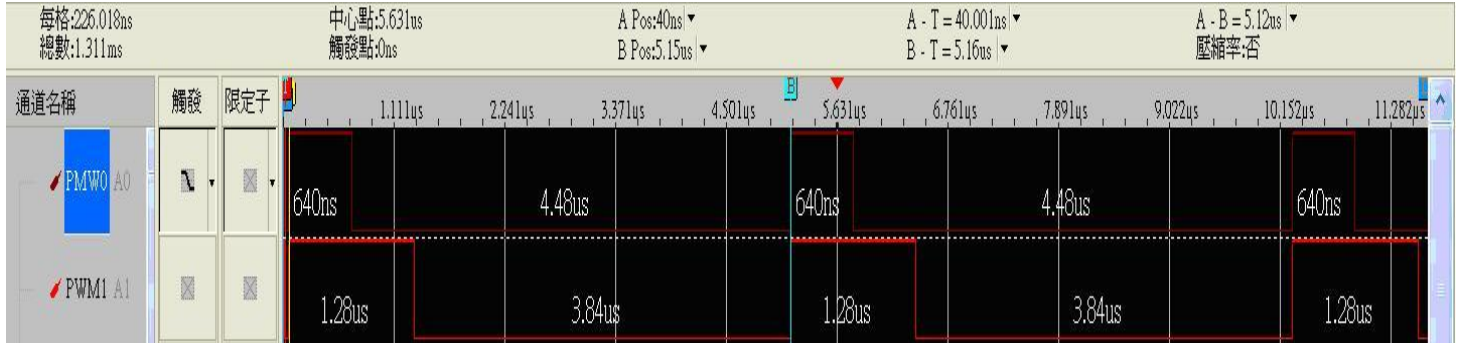 每格:226.018ns 中心點:5.631us A Pos:40ns A - T = 40.001ns A - B = 5.12us
總數:1.311ms 觸發點:0ns B Pos:5.15us B - T = 5.16us 壓縮率:否
通道名稱 觸發 限定子 A B 1.111us 2.241us 3.371us 4.501us 5.631us 6.761us 7.891us 9.022us 10.152us 11.282us
PMW0 A0 640ns 4.48us 640ns 4.48us 640ns
PWM1 A1 1.28us 3.84us 1.28us 3.84us 1.28us